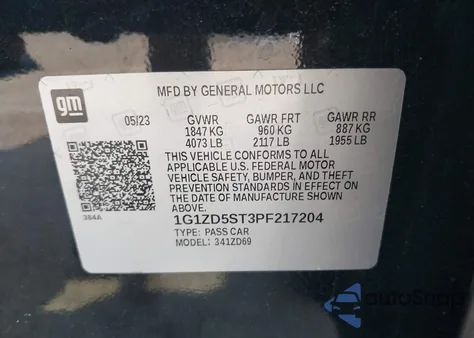 MFD BY GENERAL MOTORS LLC
gm
05/23 GVWR GAWR FRT GAWR RR
1847 KG 960 KG 887 KG
4073 LB 2117 LB 1955 LB
THIS VEHICLE CONFORMS TO ALL
APPLICABLE U.S. FEDERAL MOTOR
VEHICLE SAFETY, BUMPER, AND THEFT
PREVENTION STANDARDS IN EFFECT ON
THE DATE OF MANUFACTURE SHOWN
ABOVE.
384A
1G1ZD5ST3PF217204
TYPE: PASS CAR
MODEL: 341ZD69
autoSnap